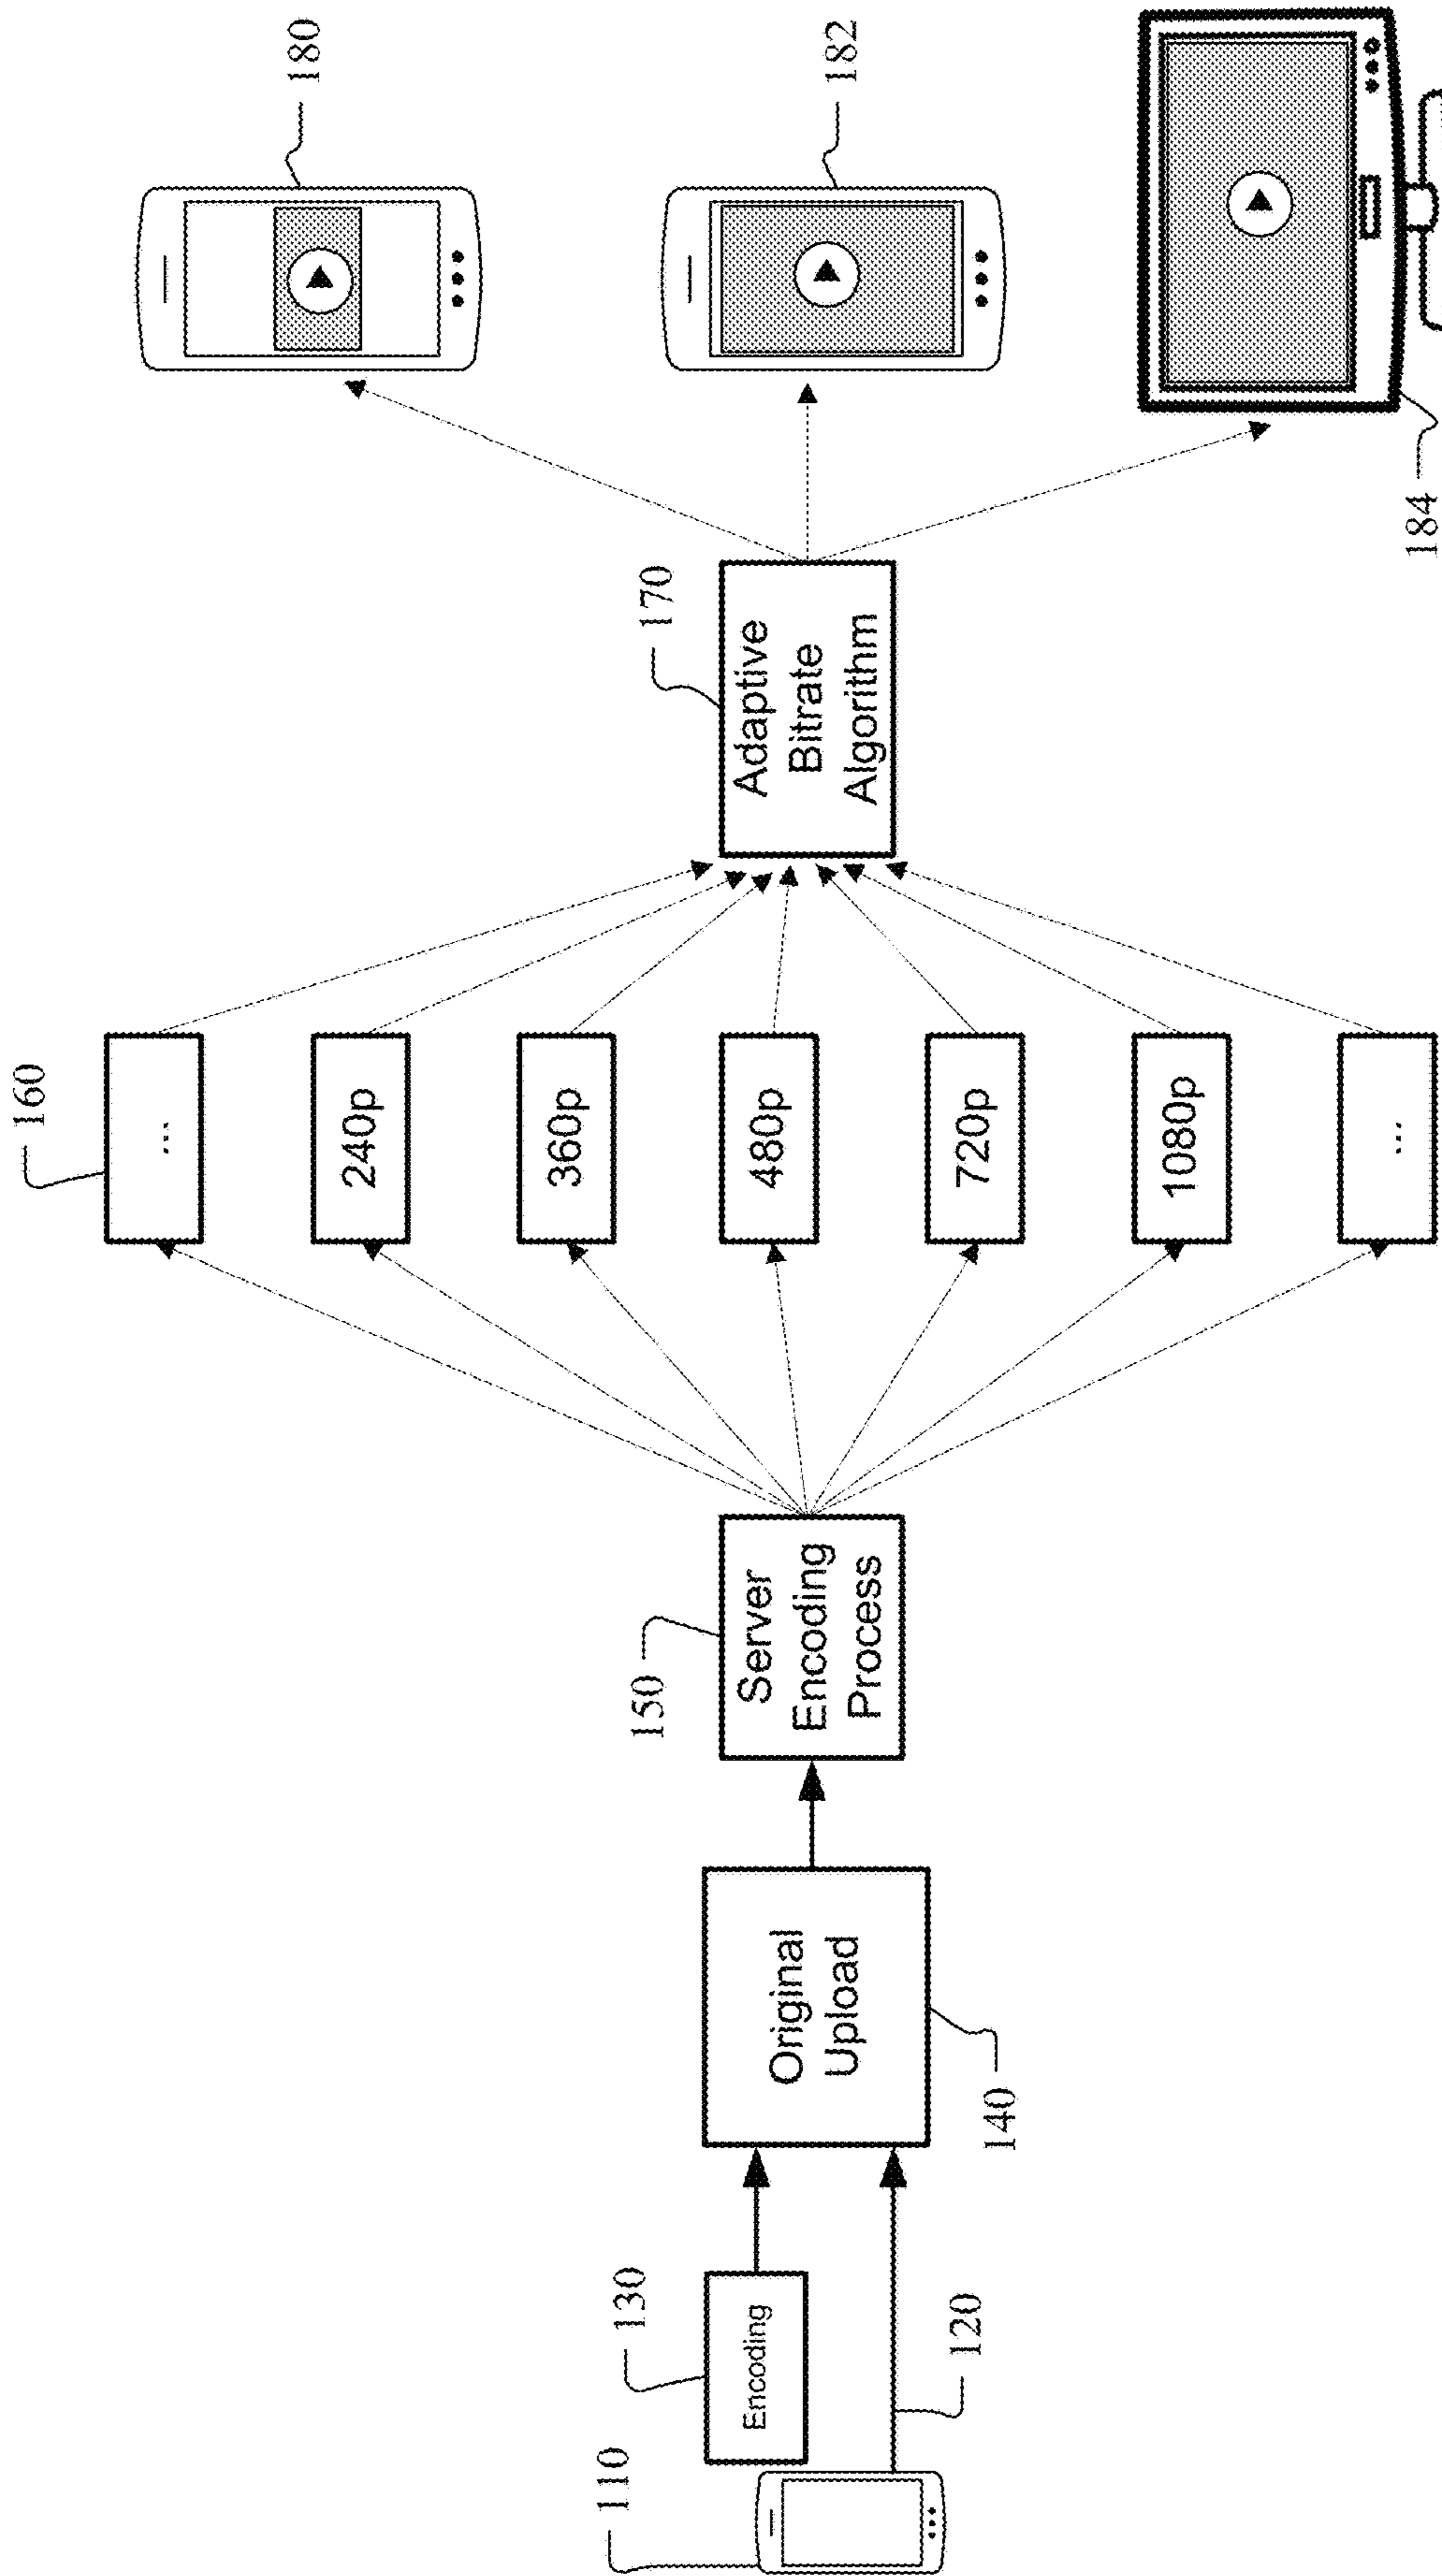 110
130
Encoding
120
Original
Upload
140
150
Server
Encoding
Process
160
...
240p
360p
480p
720p
1080p
...
170
Adaptive
Bitrate
Algorithm
180
182
184